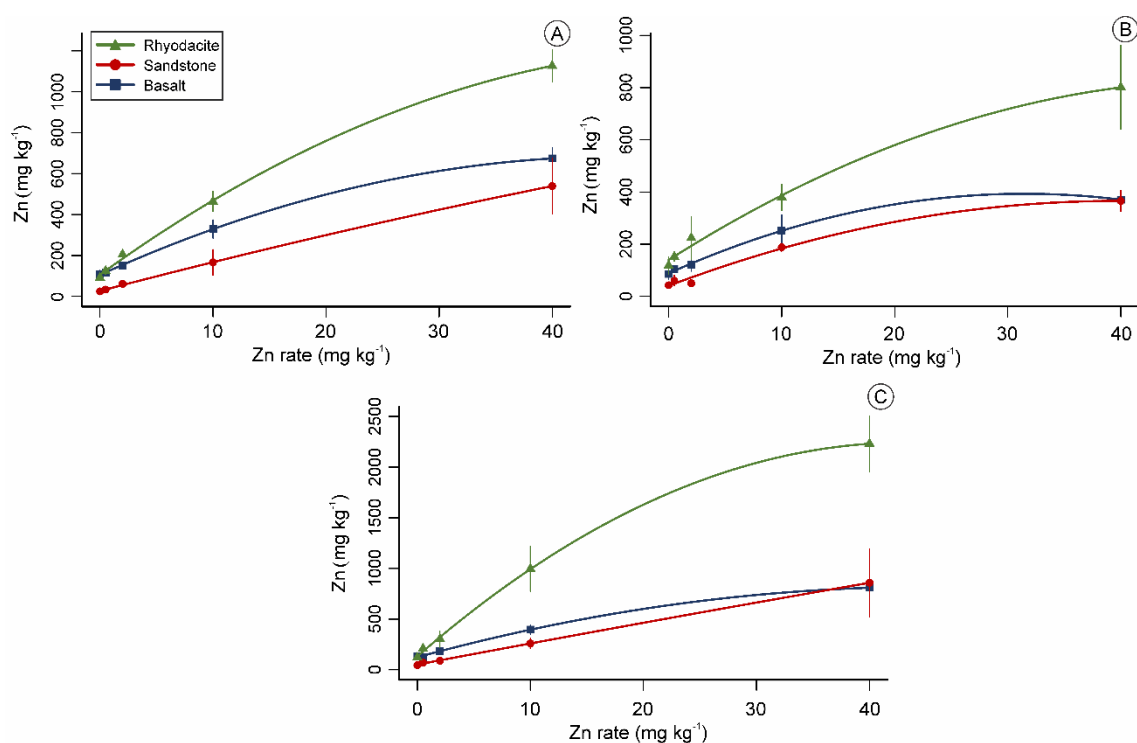 A
Rhyodacite
Sandstone
Basalt
Zn (mg kg⁻¹)
0 200 400 600 800 1000
0 10 20 30 40
Zn rate (mg kg⁻¹)
B
Zn (mg kg⁻¹)
0 200 400 600 800 1000
0 10 20 30 40
Zn rate (mg kg⁻¹)
C
Zn (mg kg⁻¹)
0 500 1000 1500 2000 2500
0 10 20 30 40
Zn rate (mg kg⁻¹)